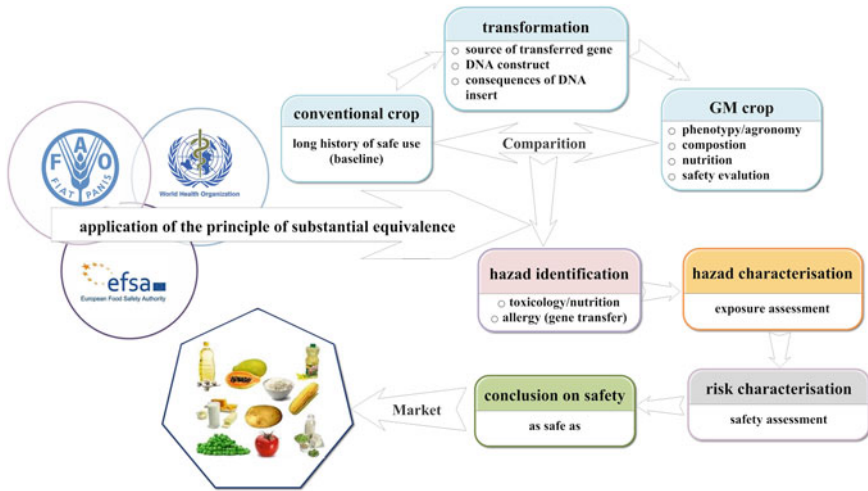 transformation
source of transferred gene
DNA construct
consequences of DNA
insert
conventional crop
long history of safe use
(baseline)
Comparition
GM crop
phenotypy/agronomy
compostion
nutrition
safety evalution
F A O
FIAT PANIS
World Health Organization
application of the principle of substantial equivalence
efsa
European Food Safety Authority
hazad identification
toxicology/nutrition
allergy (gene transfer)
hazad characterisation
exposure assessment
risk characterisation
safety assessment
conclusion on safety
as safe as
Market